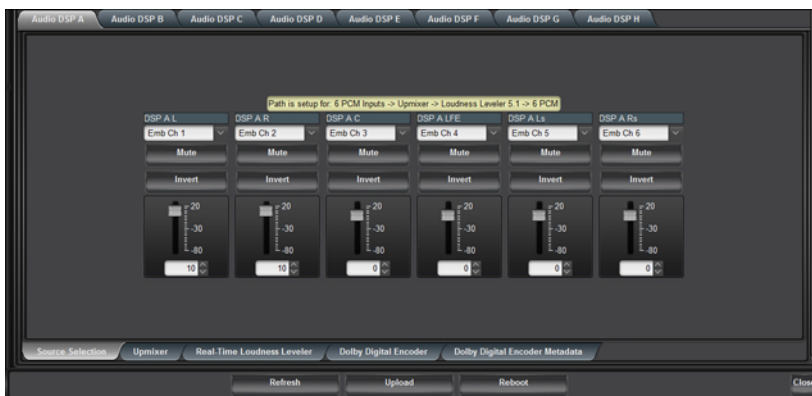 Audio DSP A Audio DSP B Audio DSP C Audio DSP D Audio DSP E Audio DSP F Audio DSP G Audio DSP H
Path is setup for: 6 PCM Inputs -> Upmixer -> Loudness Leveler 5.1 -> 6 PCM
DSP A L DSP A R DSP A C DSP A LFE DSP A Ls DSP A Rs
Emb Ch 1 Emb Ch 2 Emb Ch 3 Emb Ch 4 Emb Ch 5 Emb Ch 6
Mute Mute Mute Mute Mute Mute
Invert Invert Invert Invert Invert Invert
20 20 20 20 20 20
-30 -30 -30 -30 -30 -30
-80 -80 -80 -80 -80 -80
10 10 0 0 0 0
Source Selection Upmixer Real-Time Loudness Leveler Dolby Digital Encoder Dolby Digital Encoder Metadata
Refresh Upload Reboot Close